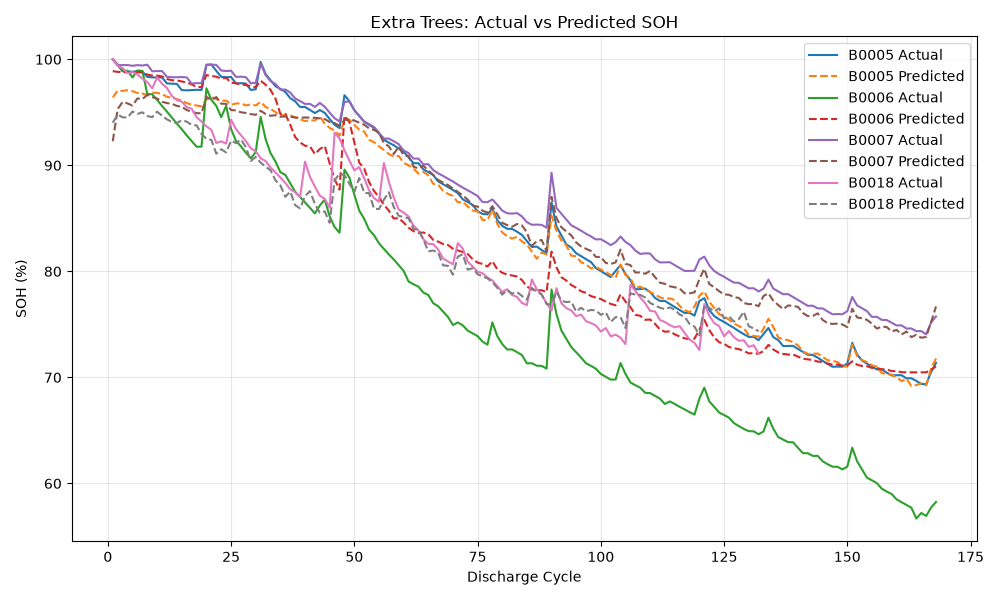 Extra Trees: Actual vs Predicted SOH
SOH (%)
100
90
80
70
60
0
25
50
75
100
125
150
175
Discharge Cycle
B0005 Actual
B0005 Predicted
B0006 Actual
B0006 Predicted
B0007 Actual
B0007 Predicted
B0018 Actual
B0018 Predicted